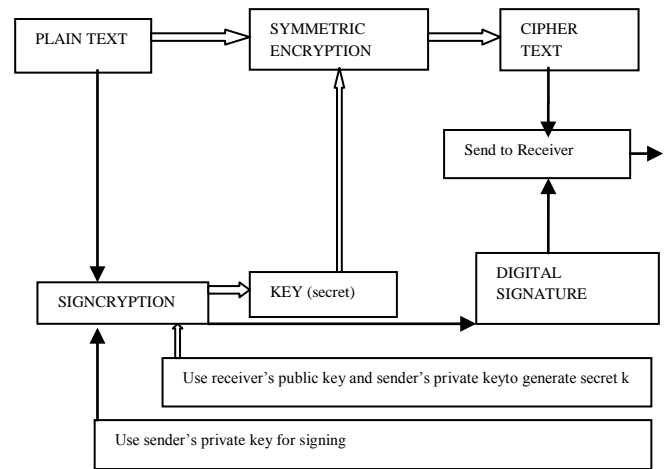 PLAIN TEXT
SYMMETRIC
ENCRYPTION
CIPHER
TEXT
Send to Receiver
SIGNCRYPTION
KEY (secret)
DIGITAL
SIGNATURE
Use receiver’s public key and sender’s private keyto generate secret k
Use sender’s private key for signing